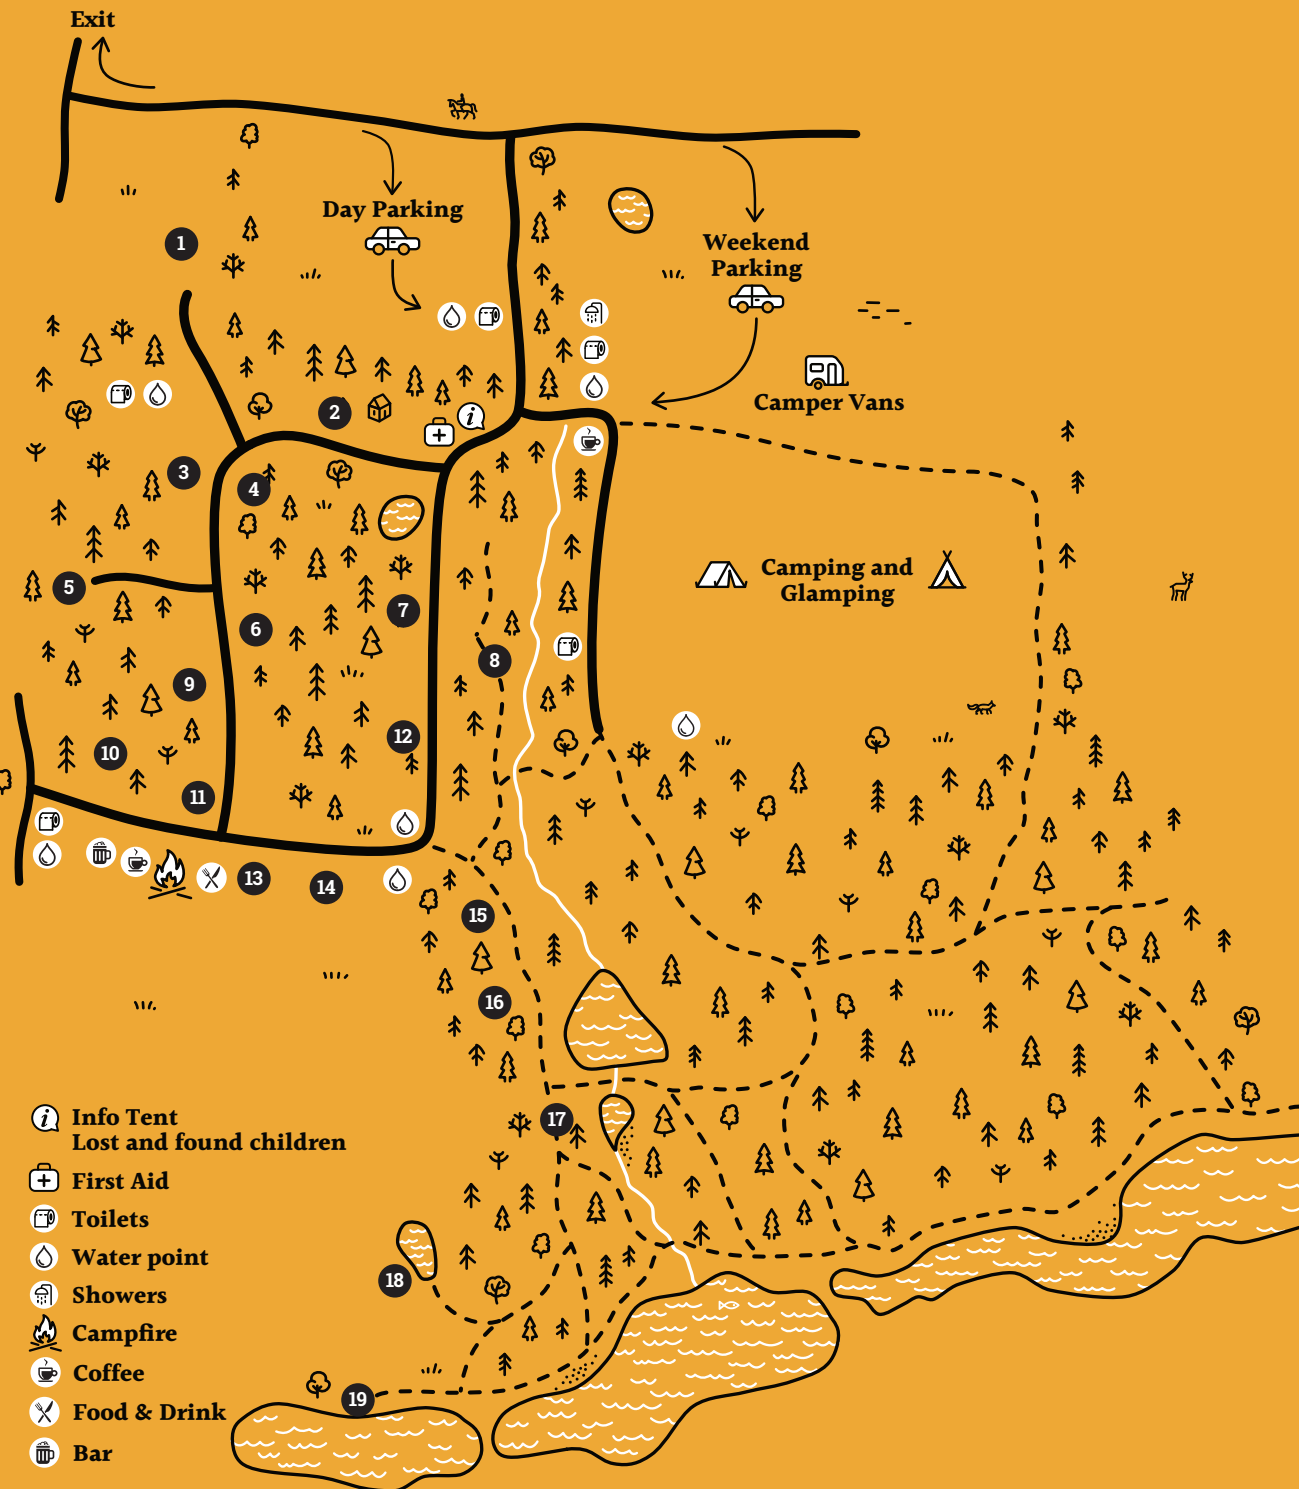 Exit
Day Parking
Weekend
Parking
1
Camper Vans
2
i
3
4
Camping and
Glamping
5
6
7
8
9
10
11
12
13
14
15
16
17
18
19
i
Info Tent
Lost and found children
First Aid
Toilets
Water point
Showers
Campfire
Coffee
Food & Drink
Bar